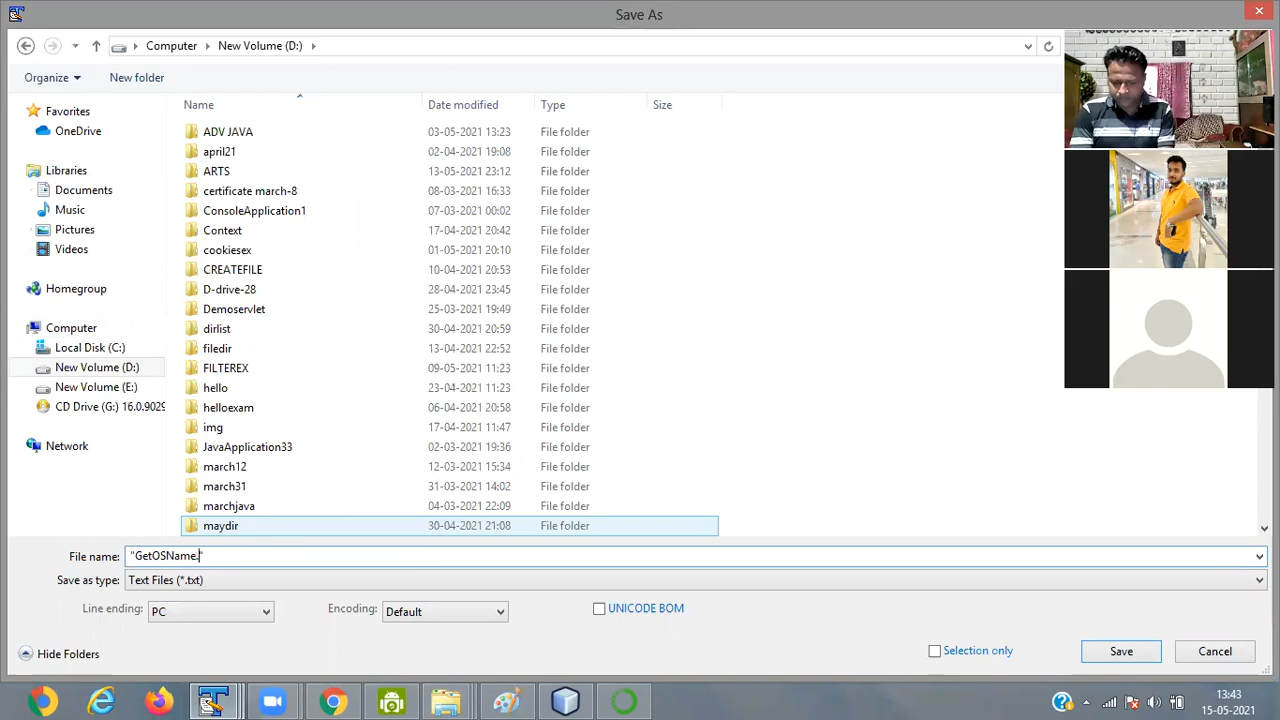 Save As
Computer New Volume (D:)
Organize New folder
Name Date modified Type Size
Favorites
OneDrive
Libraries
Documents
Music
Pictures
Videos
Homegroup
Computer
Local Disk (C:)
New Volume (D:)
New Volume (E:)
CD Drive (G:) 16.0.9029
Network
ADV JAVA 03-05-2021 13:23 File folder
april21 21 19:08 File folder
ARTS 13-05-2021 23:12 File folder
certificate march-8 08-03-2021 16:33 File folder
ConsoleApplication1 07-03-2021 00:02 File folder
Context 17-04-2021 20:42 File folder
cookiesex 21 20:10 File folder
CREATEFILE 10-04-2021 20:53 File folder
D-drive-28 28-04-2021 23:45 File folder
Demoservlet 25-03-2021 19:49 File folder
dirlist 30-04-2021 20:59 File folder
filedir 13-04-2021 22:52 File folder
FILTEREX 09-05-2021 11:23 File folder
hello 23-04-2021 11:23 File folder
helloexam 06-04-2021 20:58 File folder
img 17-04-2021 11:47 File folder
JavaApplication33 02-03-2021 19:36 File folder
march12 12-03-2021 15:34 File folder
march31 31-03-2021 14:02 File folder
marchjava 04-03-2021 22:09 File folder
maydir 30-04-2021 21:08 File folder
File name: "GetOSName."
Save as type: Text Files (*.txt)
Line ending: PC Encoding: Default UNICODE BOM
Hide Folders Selection only Save Cancel
13:43
15-05-2021